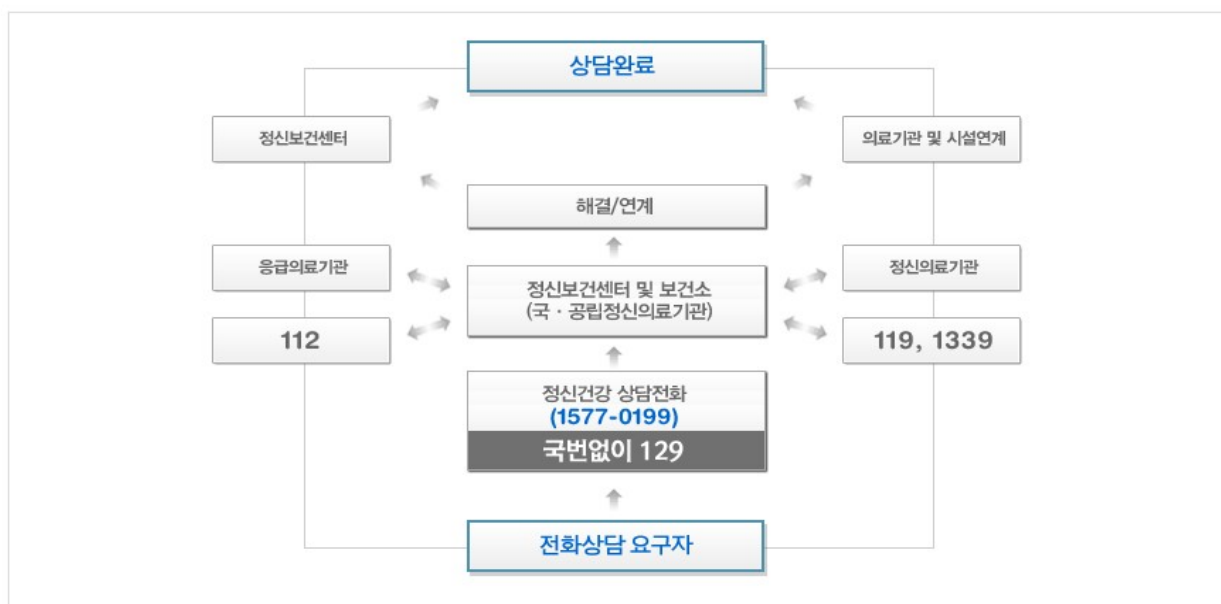 상담완료
정신보건센터
의료기관 및 시설연계
해결/연계
응급의료기관
정신보건센터 및 보건소
(국 · 공립정신의료기관)
정신의료기관
112
119, 1339
정신건강 상담전화
(1577-0199)
국번없이 129
전화상담 요구자